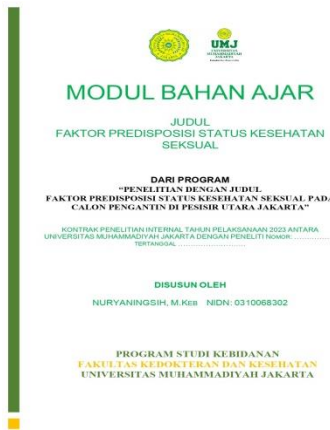 UMJ
UNIVERSITAS
MUHAMMADIYAH
JAKARTA
MODUL BAHAN AJAR
JUDUL
FAKTOR PREDISPOSISI STATUS KESEHATAN
SEKSUAL
DARI PROGRAM
“PENELITIAN DENGAN JUDUL
FAKTOR PREDISPOSISI STATUS KESEHATAN SEKSUAL PADA
CALON PENGANTIN DI PESISIR UTARA JAKARTA”
KONTRAK PENELITIAN INTERNAL TAHUN PELAKSANAAN 2023 ANTARA
UNIVERSITAS MUHAMMADIYAH JAKARTA DENGAN PENELITI NOMOR: ................
TERTANGGAL ..........................
DISUSUN OLEH
NURYANINGSIH, M.KEB NIDN: 0310068302
PROGRAM STUDI KEBIDANAN
FAKULTAS KEDOKTERAN DAN KESEHATAN
UNIVERSITAS MUHAMMADIYAH JAKARTA